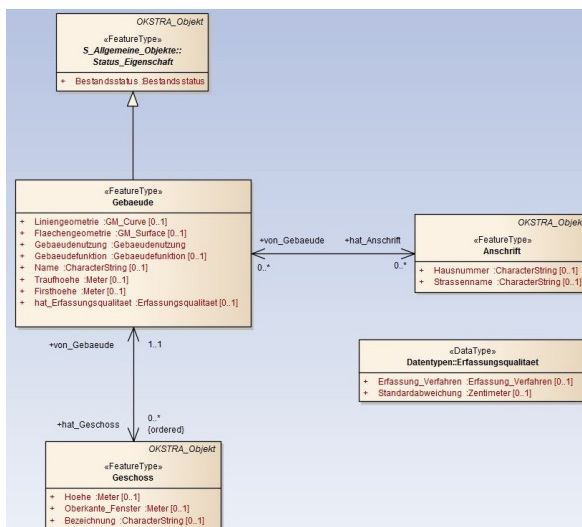 OKSTRA_Objekt
«FeatureType»
S_Allgemeine_Objekte::
Status_Eigenschaft
+ Bestandsstatus :Bestandsstatus
«FeatureType»
Gebaeude
+ Liniengeometrie :GM_Curve [0..1]
+ Flaechengeometrie :GM_Surface [0..1]
+ Gebaeudenutzung :Gebaeudenutzung
+ Gebaeudefunktion :Gebaeudefunktion [0..1]
+ Name :CharacterString [0..1]
+ Traufhoehe :Meter [0..1]
+ Firsthoehe :Meter [0..1]
+ hat_Erfassungsqualitaet :Erfassungsqualitaet [0..1]
+von_Gebaeude +hat_Anschrift
0..* 0..*
OKSTRA_Objekt
«FeatureType»
Anschrift
+ Hausnummer :CharacterString [0..1]
+ Strassenname :CharacterString [0..1]
+von_Gebaeude 1..1
«DataType»
Datentypen::Erfassungsqualitaet
+ Erfassung_Verfahren :Erfassung_Verfahren [0..1]
+ Standardabweichung :Zentimeter [0..1]
+hat_Geschoss 0..*
{ordered}
OKSTRA_Objekt
«FeatureType»
Geschoss
+ Hoehe :Meter [0..1]
+ Oberkante_Fenster :Meter [0..1]
+ Bezeichnung :CharacterString [0..1]